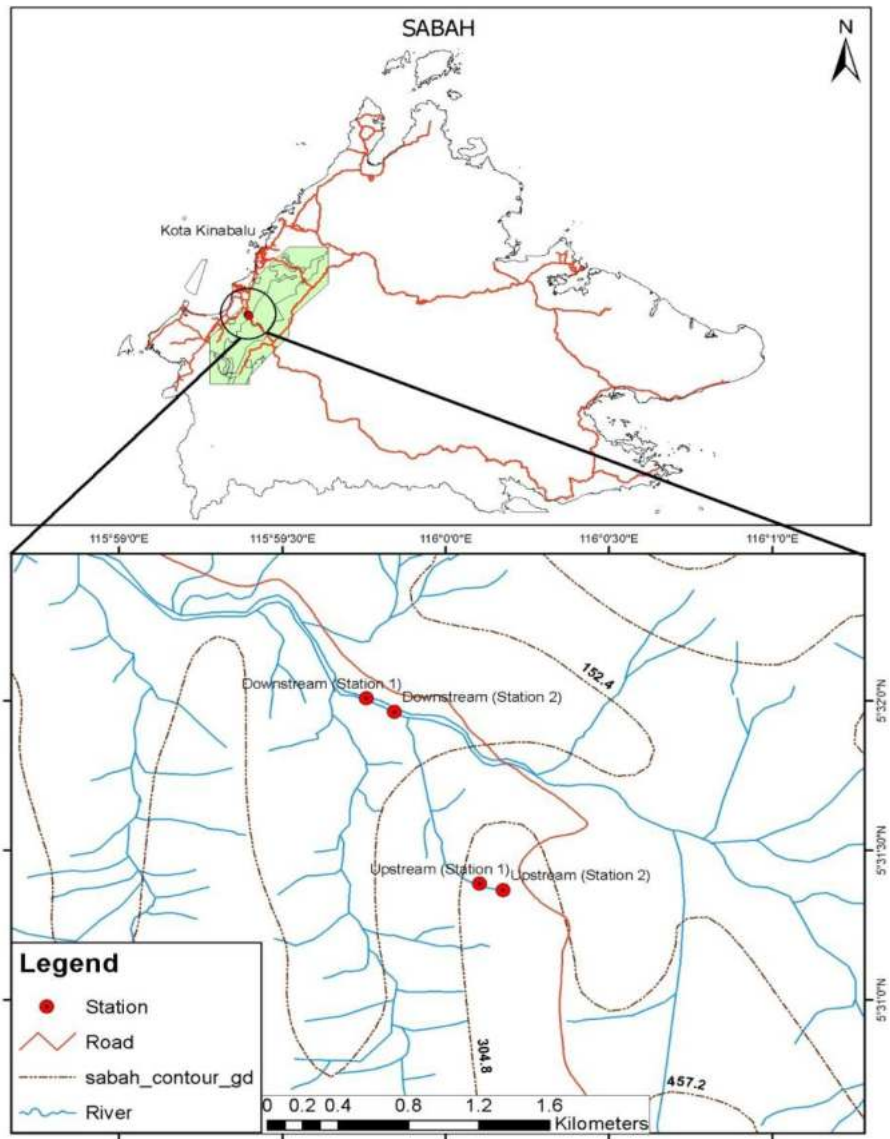 SABAH
N
Kota Kinabalu
115°59'0"E
115°59'30"E
116°0'0"E
116°0'30"E
116°1'0"E
152.4
Downstream (Station 1)
Downstream (Station 2)
5°32'0"N
Upstream (Station 1)
Upstream (Station 2)
5°31'30"N
5°31'0"N
304.8
457.2
Legend
Station
Road
sabah_contour_gd
River
0 0.2 0.4 0.8 1.2 1.6
Kilometers